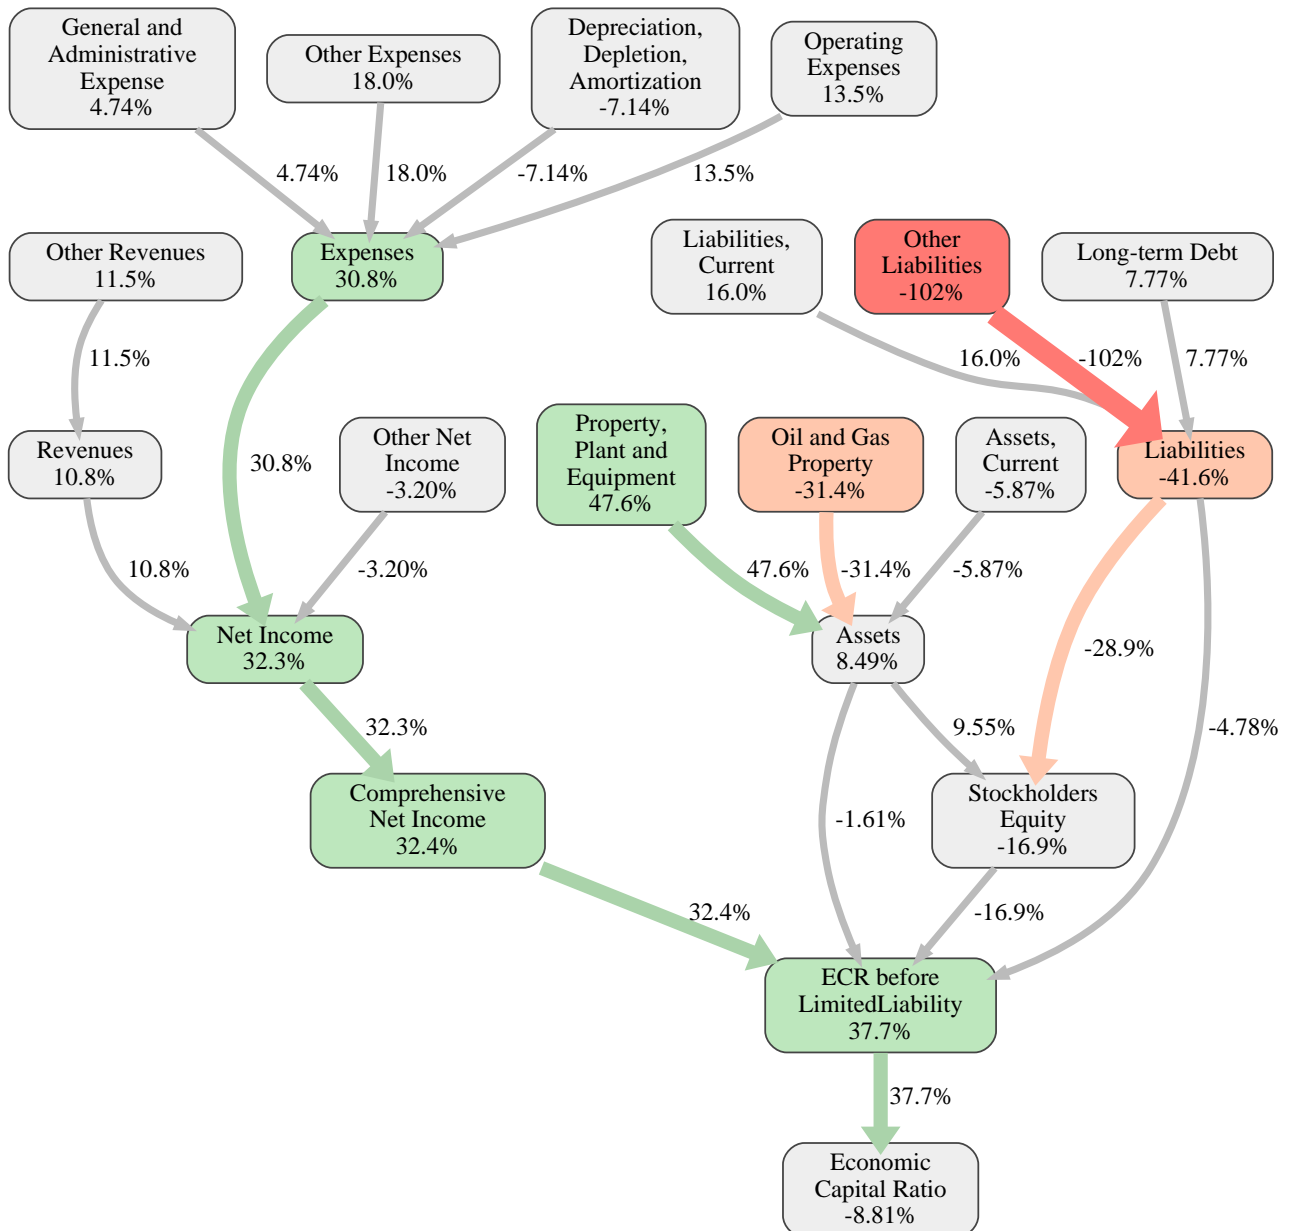 General and
Administrative
Expense
4.74%
Other Expenses
18.0%
Depreciation,
Depletion,
Amortization
-7.14%
Operating
Expenses
13.5%
4.74%
18.0%
-7.14%
13.5%
Other Revenues
11.5%
Expenses
30.8%
Liabilities,
Current
16.0%
Other
Liabilities
-102%
Long-term Debt
7.77%
11.5%
16.0%
-102%
7.77%
Revenues
10.8%
30.8%
Other Net
Income
-3.20%
Property,
Plant and
Equipment
47.6%
Oil and Gas
Property
-31.4%
Assets,
Current
-5.87%
Liabilities
-41.6%
10.8%
-3.20%
47.6%
-31.4%
-5.87%
Net Income
32.3%
Assets
8.49%
-28.9%
32.3%
9.55%
-4.78%
Comprehensive
Net Income
32.4%
-1.61%
Stockholders
Equity
-16.9%
32.4%
-16.9%
ECR before
LimitedLiability
37.7%
37.7%
Economic
Capital Ratio
-8.81%